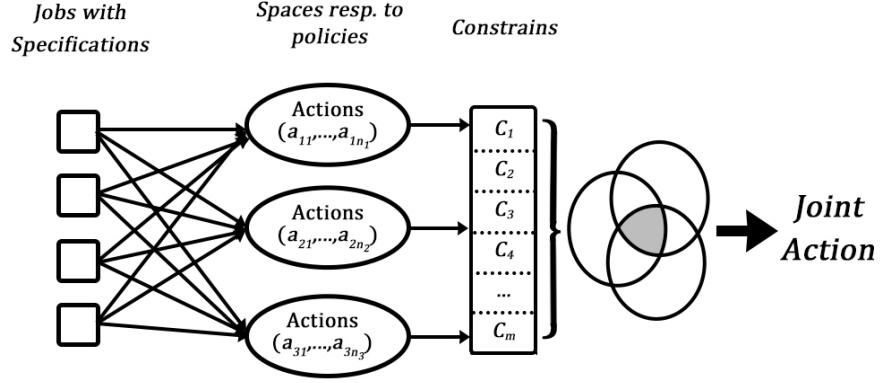 Jobs with
Specifications
Spaces resp. to
policies
Constrains
Actions
(a₁₁,...,a₁ₙ₁)
Actions
(a₂₁,...,a₂ₙ₂)
Actions
(a₃₁,...,a₃ₙ₃)
C₁
C₂
C₃
C₄
...
Cₘ
Joint
Action